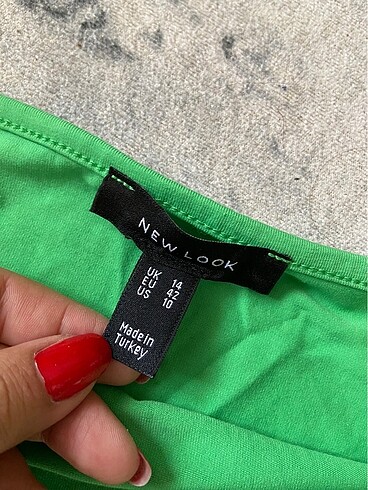 NEW LOOK
UK 14
EU 42
US 10
Made in
Turkey